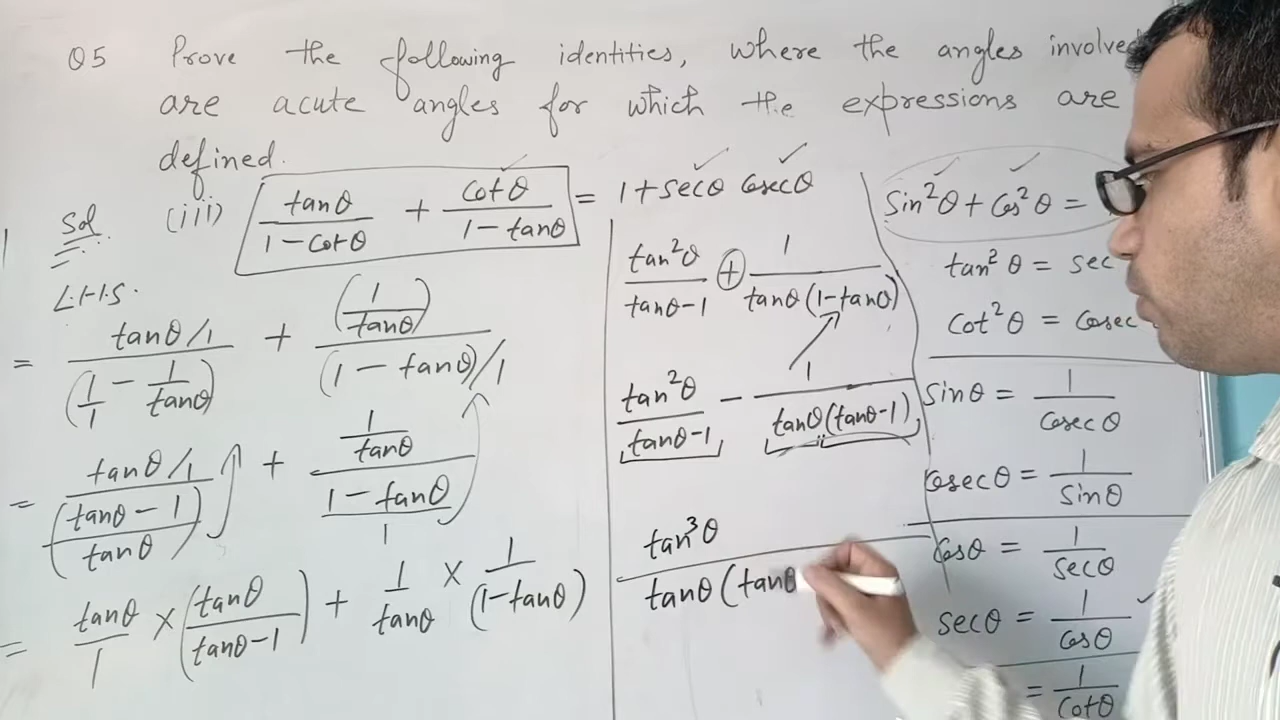 Q5 Prove the following identities, where the angles involve
are acute angles for which the expressions are
defined.
Sol (iii) tanθ/(1-cotθ) + cotθ/(1-tanθ) = 1+secθ cosecθ
L.H.S.
= (tanθ/1)/(1/1 - 1/tanθ) + (1/tanθ)/((1-tanθ)/1)
= (tanθ/1)/((tanθ-1)/tanθ) + (1/tanθ)/((1-tanθ)/1)
= tanθ/1 × (tanθ/(tanθ-1)) + 1/tanθ × 1/(1-tanθ)
tan²θ/(tanθ-1) + 1/(tanθ(1-tanθ))
tan²θ/(tanθ-1) - 1/(tanθ(tanθ-1))
tan³θ
tanθ(tanθ
Sin²θ + Cos²θ =
tan²θ = sec
Cot²θ = Cosec
Sinθ = 1/Cosecθ
Cosecθ = 1/Sinθ
Cosθ = 1/Secθ
secθ = 1/Cosθ
= 1/Cotθ